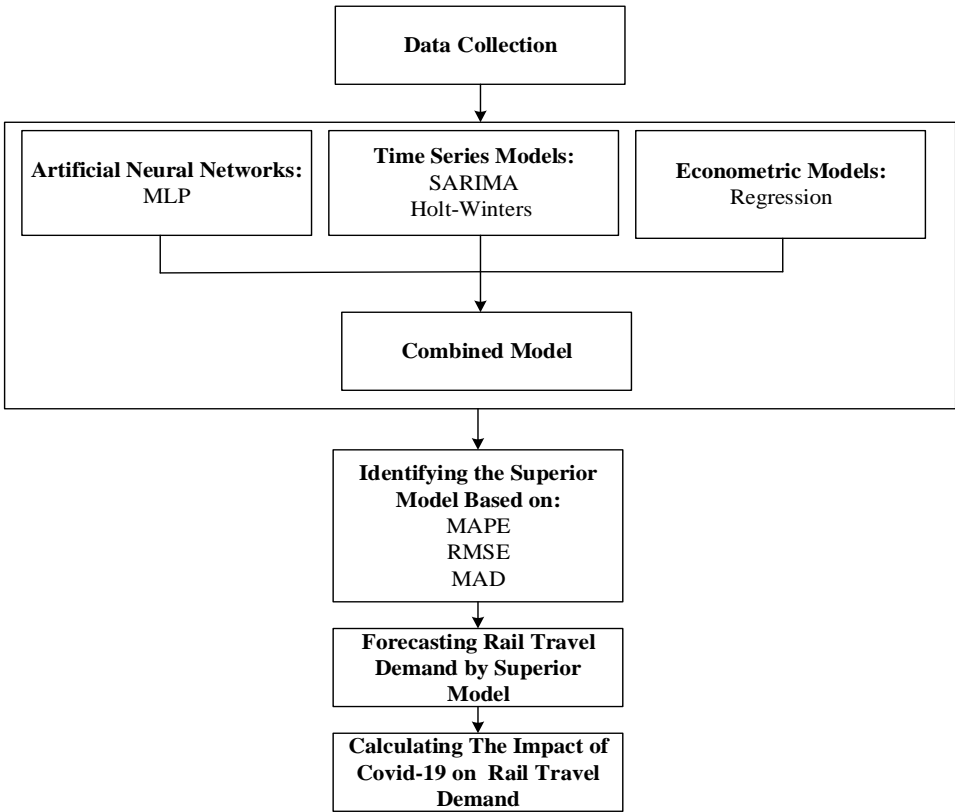 Data Collection
Artificial Neural Networks:
MLP
Time Series Models:
SARIMA
Holt-Winters
Econometric Models:
Regression
Combined Model
Identifying the Superior
Model Based on:
MAPE
RMSE
MAD
Forecasting Rail Travel
Demand by Superior
Model
Calculating The Impact of
Covid-19 on Rail Travel
Demand